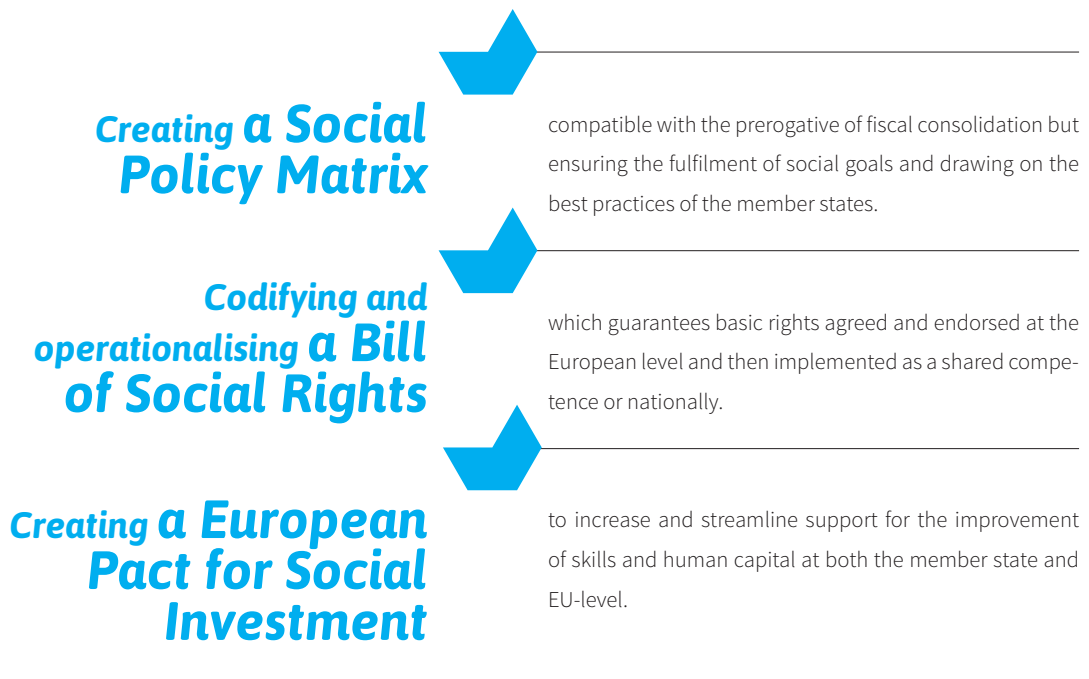 Creating a Social
Policy Matrix
compatible with the prerogative of fiscal consolidation but
ensuring the fulfilment of social goals and drawing on the
best practices of the member states.
Codifying and
operationalising a Bill
of Social Rights
which guarantees basic rights agreed and endorsed at the
European level and then implemented as a shared compe-
tence or nationally.
Creating a European
Pact for Social
Investment
to increase and streamline support for the improvement
of skills and human capital at both the member state and
EU-level.